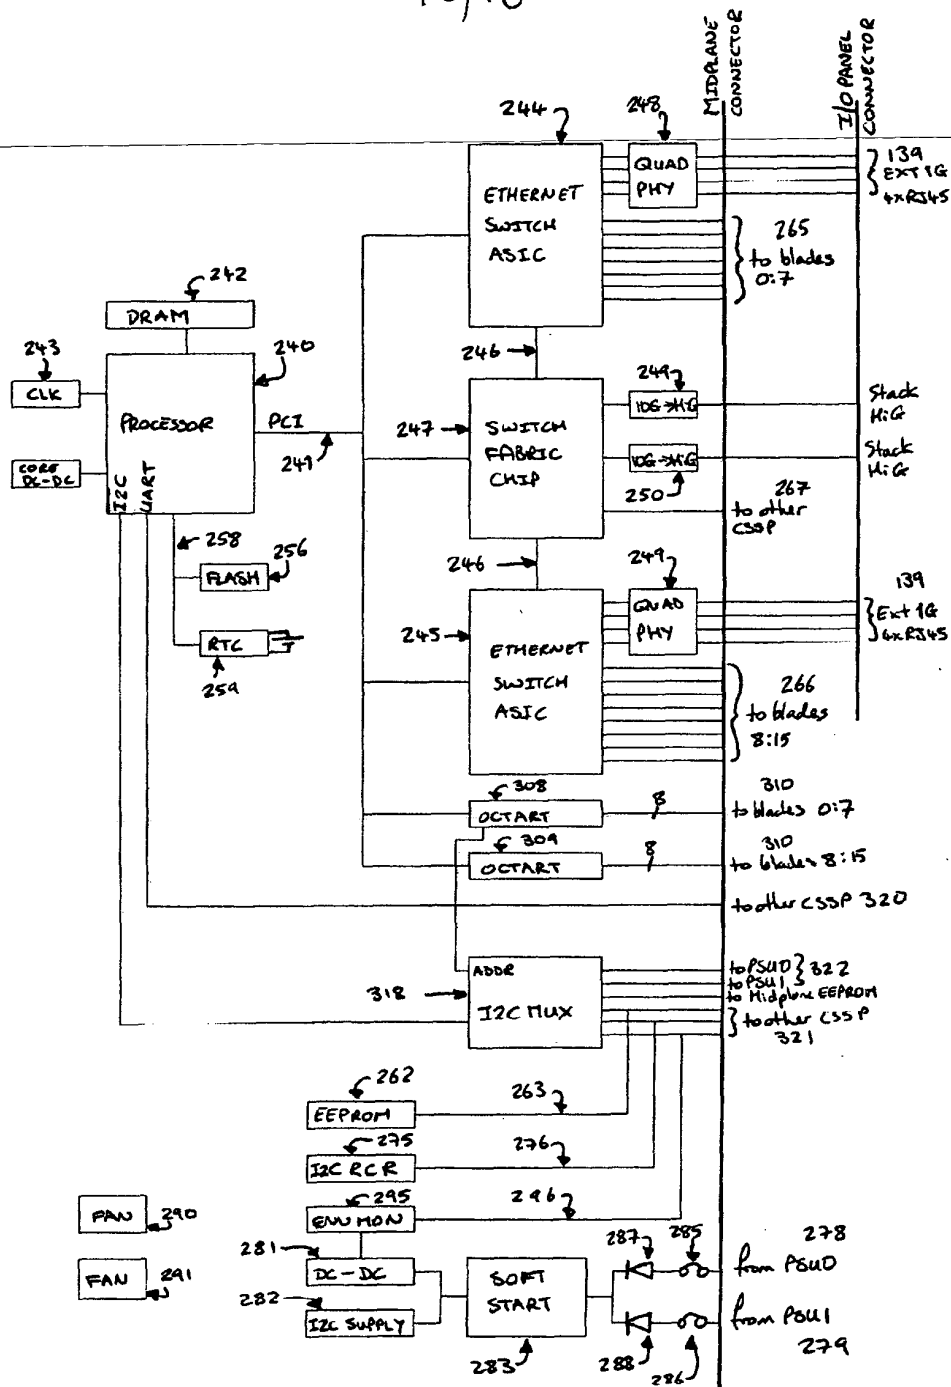 MIDPLANE
CONNECTOR
I/O PANEL
CONNECTOR
244
248
ETHERNET
SWITCH
ASIC
QUAD
PHY
139
EXT 1G
4xRJ45
265
to blades
0:7
242
DRAM
243
CLK
240
PROCESSOR
PCI
241
CORE
DC-DC
I2C
UART
246
247
SWITCH
FABRIC
CHIP
249
10G→HiG
Stack
HiG
10G→HiG
250
Stack
HiG
267
to other
CSSP
258
256
FLASH
RTC
259
246
249
QUAD
PHY
139
Ext 1G
4xRJ45
245
ETHERNET
SWITCH
ASIC
266
to blades
8:15
308
OCTART
8
310
to blades 0:7
309
OCTART
8
310
to blades 8:15
to other CSSP 320
318
ADDR
I2C MUX
to PSU0 } 322
to PSU1
to Midplane EEPROM
to other CSSP
321
262
EEPROM
263
275
I2C RCR
276
295
ENV MON
296
FAN 290
FAN 291
281
DC-DC
282
I2C SUPPLY
SOFT
START
283
287
285
278
from PSU0
288
286
from PSU1
279